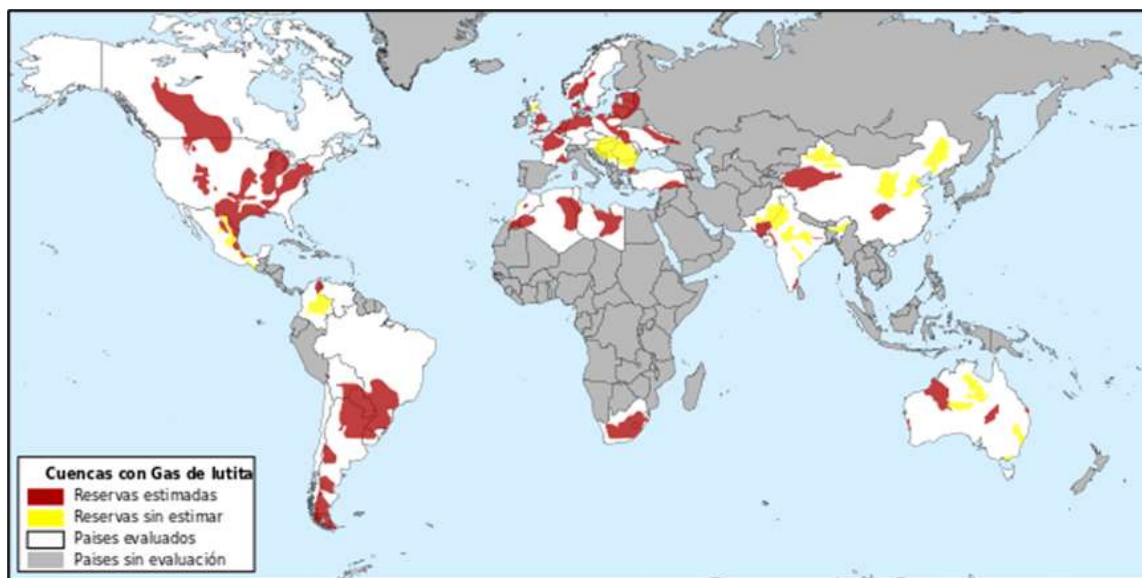 Cuencas con Gas de lutita
Reservas estimadas
Reservas sin estimar
Paises evaluados
Paises sin evaluación